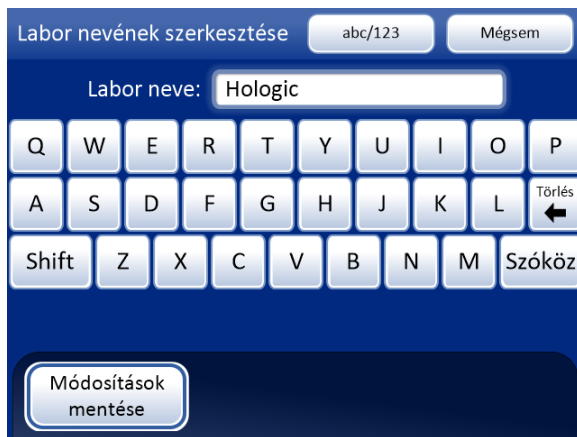 Labor nevének szerkesztése abc/123 Mégsem
Labor neve: Hologic
Q W E R T Y U I O P
A S D F G H J K L Törlés
Shift Z X C V B N M Szóköz
Módosítások
mentése